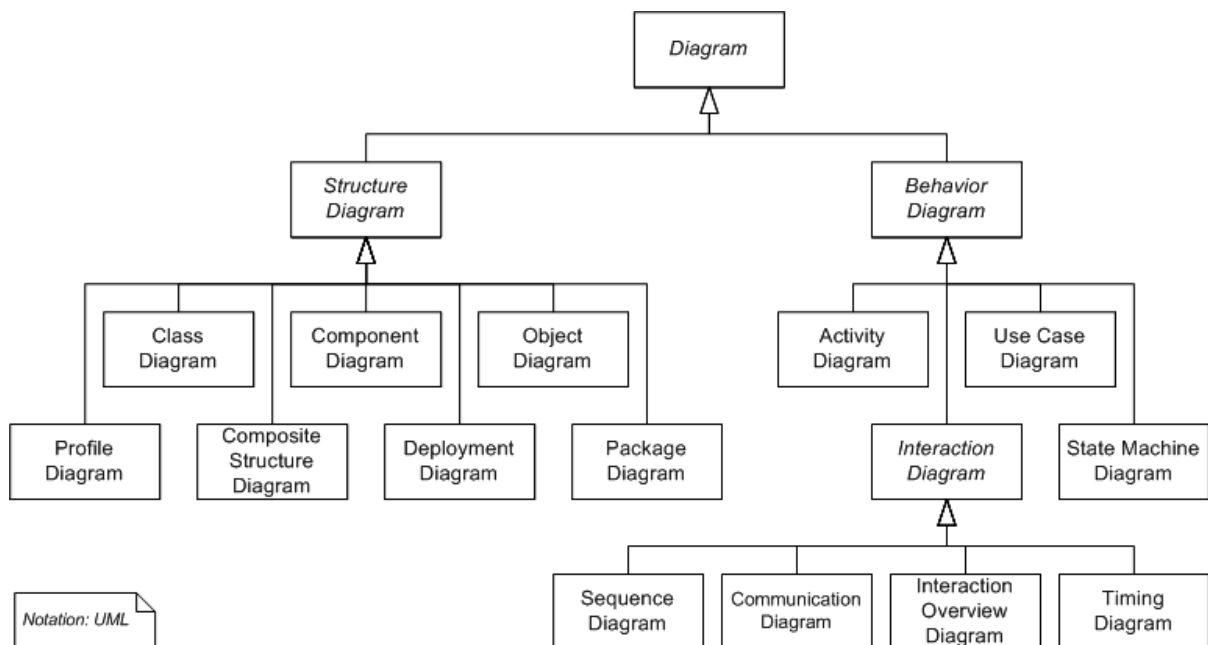 Diagram
Structure
Diagram
Behavior
Diagram
Class
Diagram
Component
Diagram
Object
Diagram
Activity
Diagram
Use Case
Diagram
Profile
Diagram
Composite
Structure
Diagram
Deployment
Diagram
Package
Diagram
Interaction
Diagram
State Machine
Diagram
Sequence
Diagram
Communication
Diagram
Interaction
Overview
Diagram
Timing
Diagram
Notation: UML